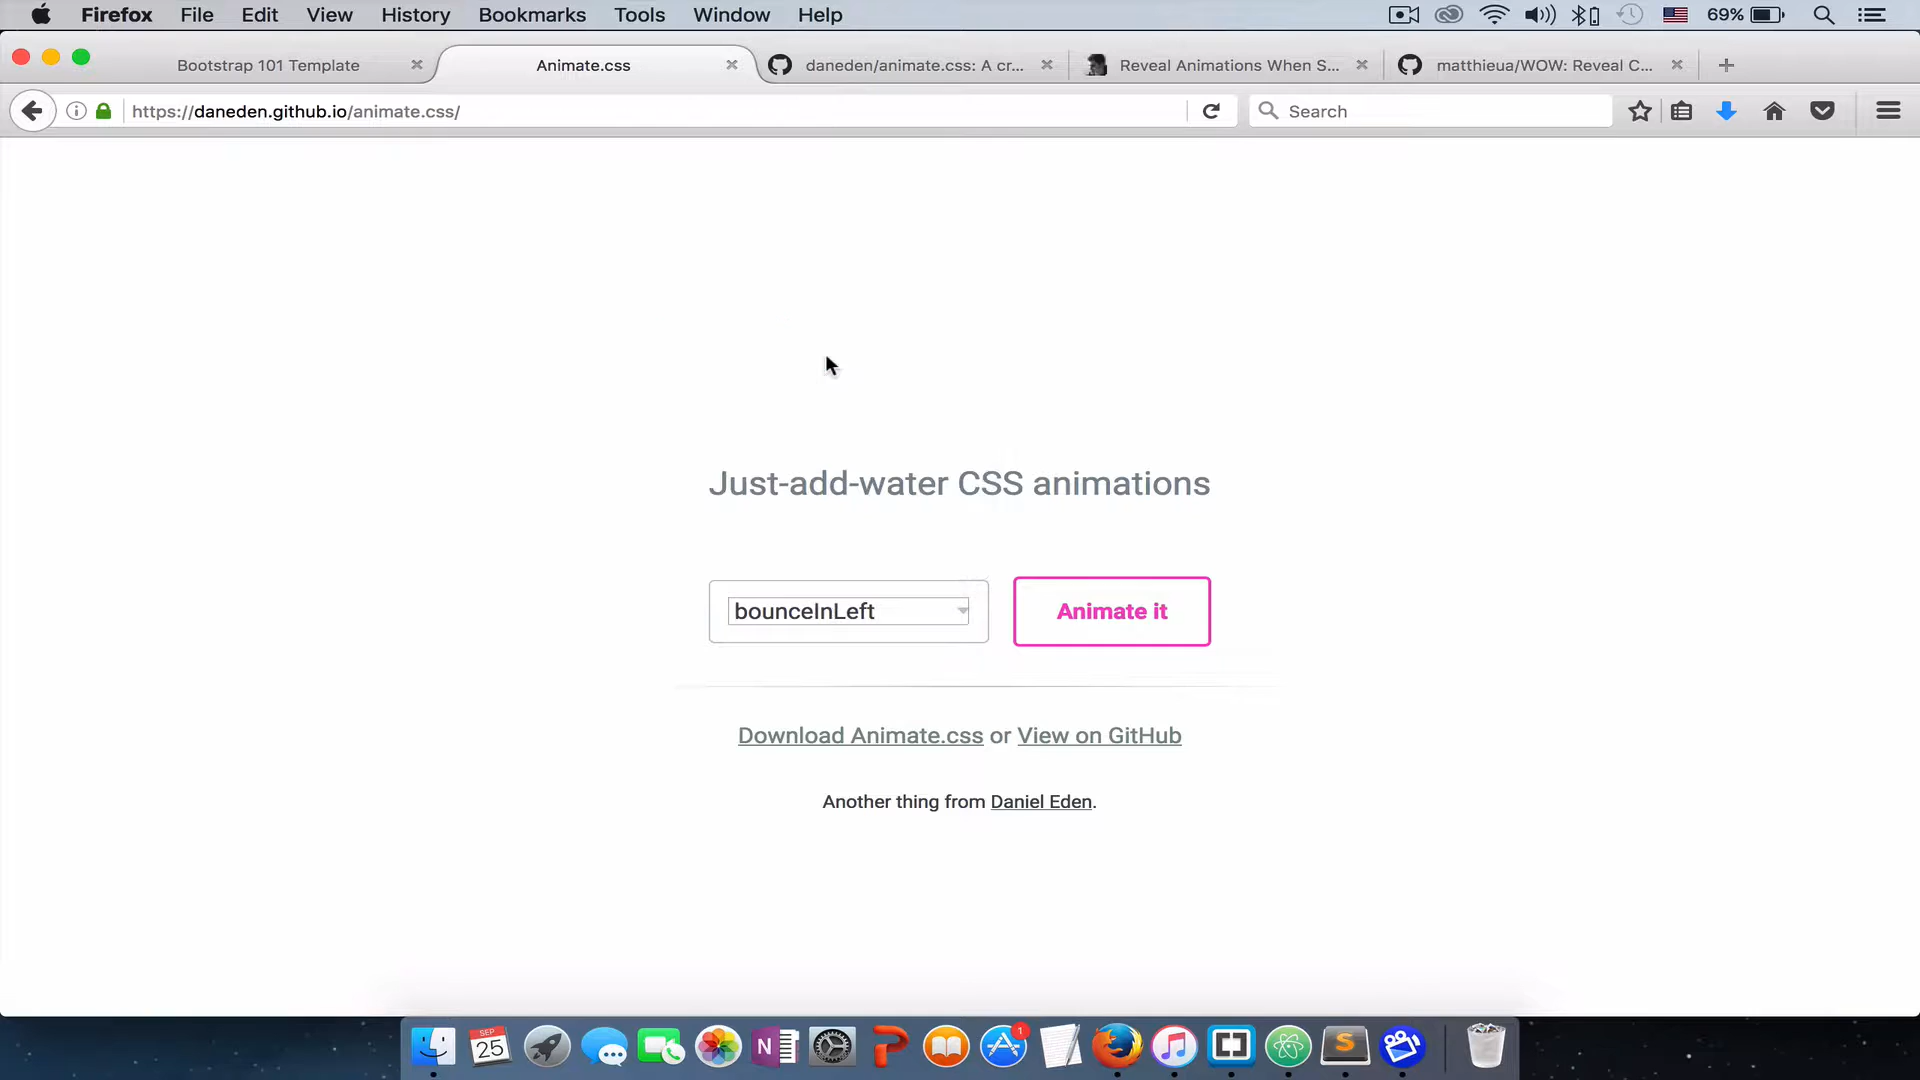 Firefox File Edit View History Bookmarks Tools Window Help 69%
Bootstrap 101 Template Animate.css daneden/animate.css: A cr... Reveal Animations When S... matthieua/WOW: Reveal C...
https://daneden.github.io/animate.css/ Search
Just-add-water CSS animations
bounceInLeft Animate it
Download Animate.css or View on GitHub
Another thing from Daniel Eden.
SEP
25
N
1
S